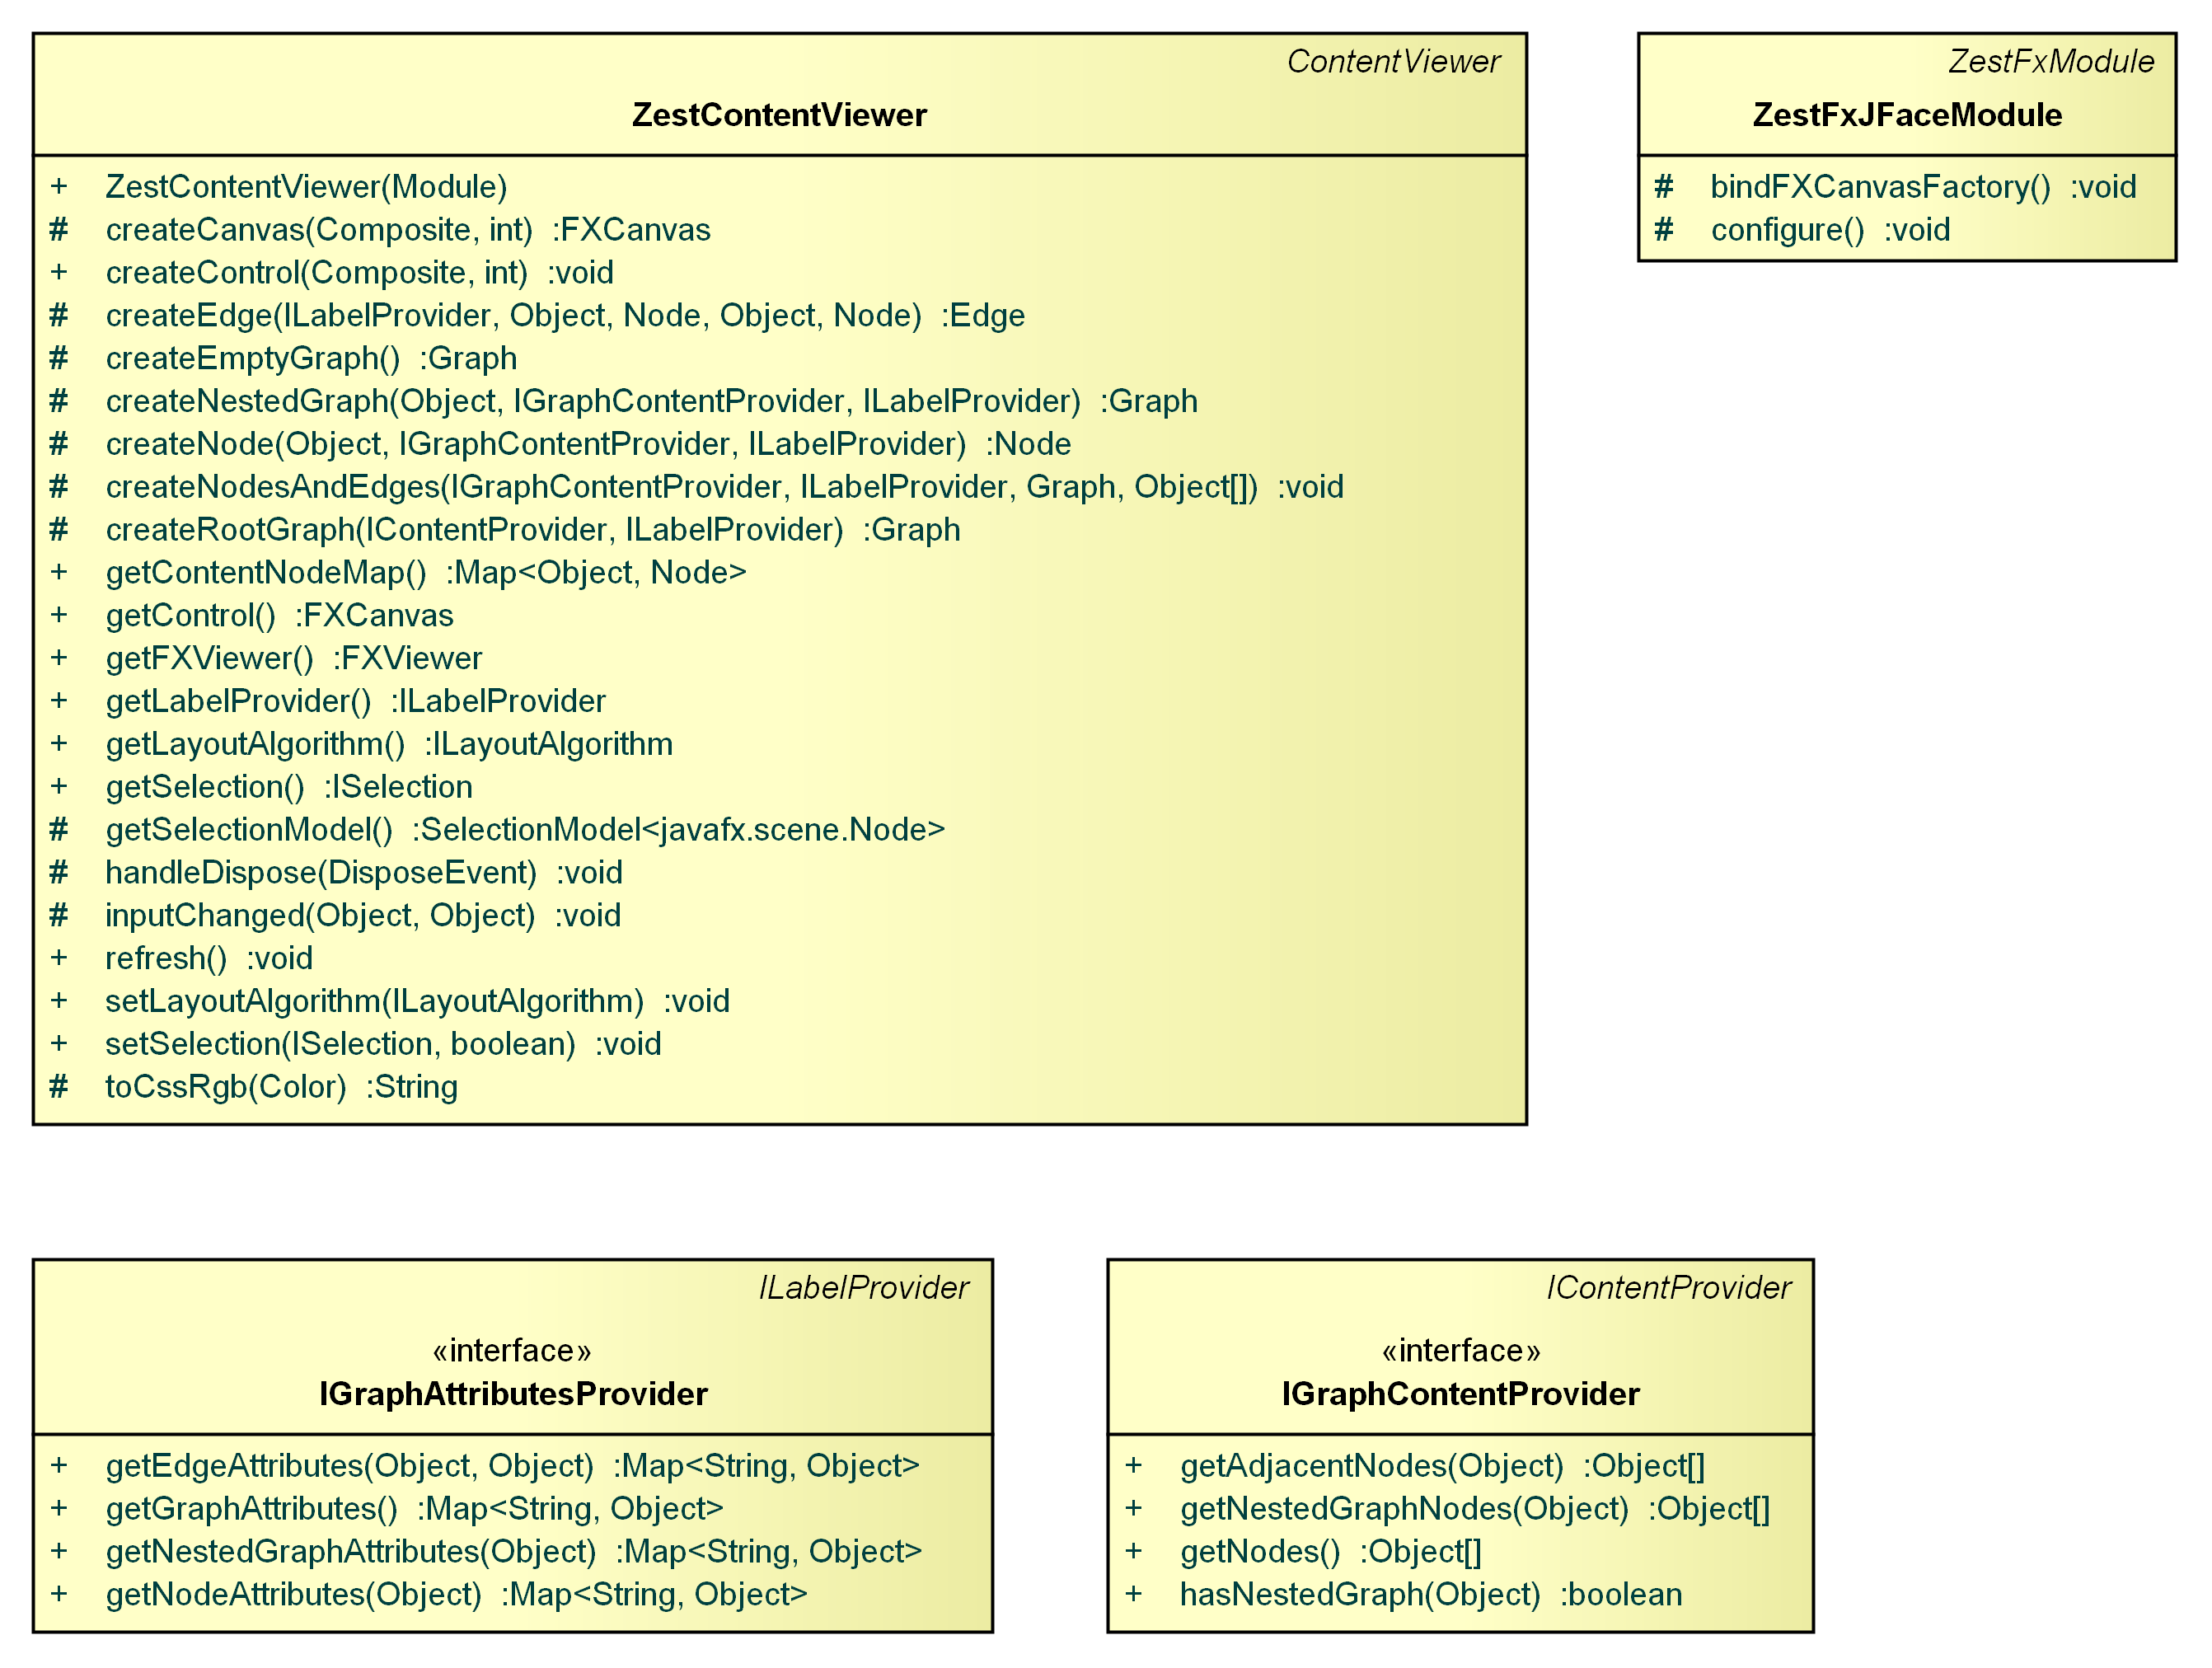 ContentViewer
ZestContentViewer
+ ZestContentViewer(Module)
# createCanvas(Composite, int) :FXCanvas
+ createControl(Composite, int) :void
# createEdge(ILabelProvider, Object, Node, Object, Node) :Edge
# createEmptyGraph() :Graph
# createNestedGraph(Object, IGraphContentProvider, ILabelProvider) :Graph
# createNode(Object, IGraphContentProvider, ILabelProvider) :Node
# createNodesAndEdges(IGraphContentProvider, ILabelProvider, Graph, Object[]) :void
# createRootGraph(IContentProvider, ILabelProvider) :Graph
+ getContentNodeMap() :Map<Object, Node>
+ getControl() :FXCanvas
+ getFXViewer() :FXViewer
+ getLabelProvider() :ILabelProvider
+ getLayoutAlgorithm() :ILayoutAlgorithm
+ getSelection() :ISelection
# getSelectionModel() :SelectionModel<javafx.scene.Node>
# handleDispose(DisposeEvent) :void
# inputChanged(Object, Object) :void
+ refresh() :void
+ setLayoutAlgorithm(ILayoutAlgorithm) :void
+ setSelection(ISelection, boolean) :void
# toCssRgb(Color) :String
ZestFxModule
ZestFxJFaceModule
# bindFXCanvasFactory() :void
# configure() :void
ILabelProvider
«interface»
IGraphAttributesProvider
+ getEdgeAttributes(Object, Object) :Map<String, Object>
+ getGraphAttributes() :Map<String, Object>
+ getNestedGraphAttributes(Object) :Map<String, Object>
+ getNodeAttributes(Object) :Map<String, Object>
IContentProvider
«interface»
IGraphContentProvider
+ getAdjacentNodes(Object) :Object[]
+ getNestedGraphNodes(Object) :Object[]
+ getNodes() :Object[]
+ hasNestedGraph(Object) :boolean